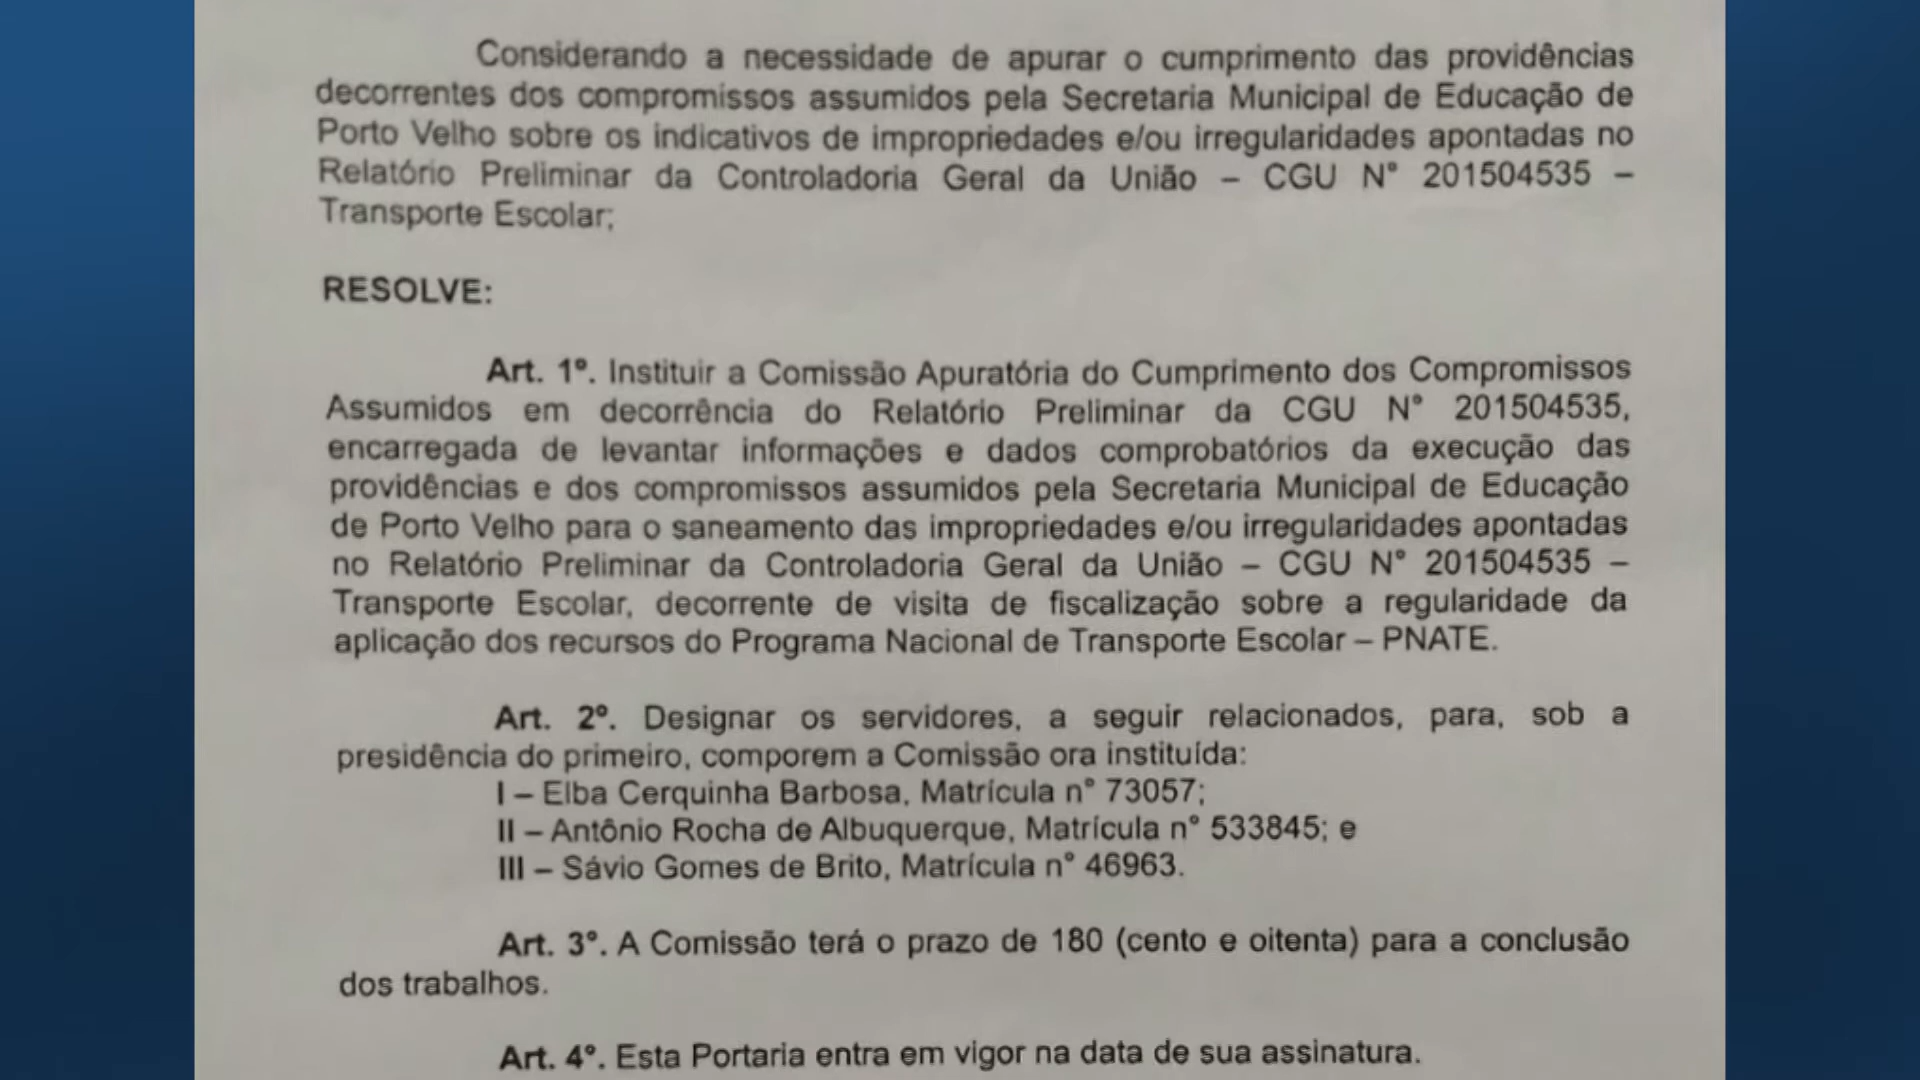 Considerando a necessidade de apurar o cumprimento das providências
decorrentes dos compromissos assumidos pela Secretaria Municipal de Educação de
Porto Velho sobre os indicativos de impropriedades e/ou irregularidades apontadas no
Relatório Preliminar da Controladoria Geral da União – CGU N° 201504535 –
Transporte Escolar;
RESOLVE:
Art. 1º. Instituir a Comissão Apuratória do Cumprimento dos Compromissos
Assumidos em decorrência do Relatório Preliminar da CGU N° 201504535,
encarregada de levantar informações e dados comprobatórios da execução das
providências e dos compromissos assumidos pela Secretaria Municipal de Educação
de Porto Velho para o saneamento das impropriedades e/ou irregularidades apontadas
no Relatório Preliminar da Controladoria Geral da União – CGU N° 201504535 –
Transporte Escolar, decorrente de visita de fiscalização sobre a regularidade da
aplicação dos recursos do Programa Nacional de Transporte Escolar – PNATE.
Art. 2º. Designar os servidores, a seguir relacionados, para, sob a
presidência do primeiro, comporem a Comissão ora instituída:
I – Elba Cerquinha Barbosa, Matrícula n° 73057;
II – Antônio Rocha de Albuquerque, Matrícula n° 533845; e
III – Sávio Gomes de Brito, Matrícula n° 46963.
Art. 3°. A Comissão terá o prazo de 180 (cento e oitenta) para a conclusão
dos trabalhos.
Art. 4°. Esta Portaria entra em vigor na data de sua assinatura.